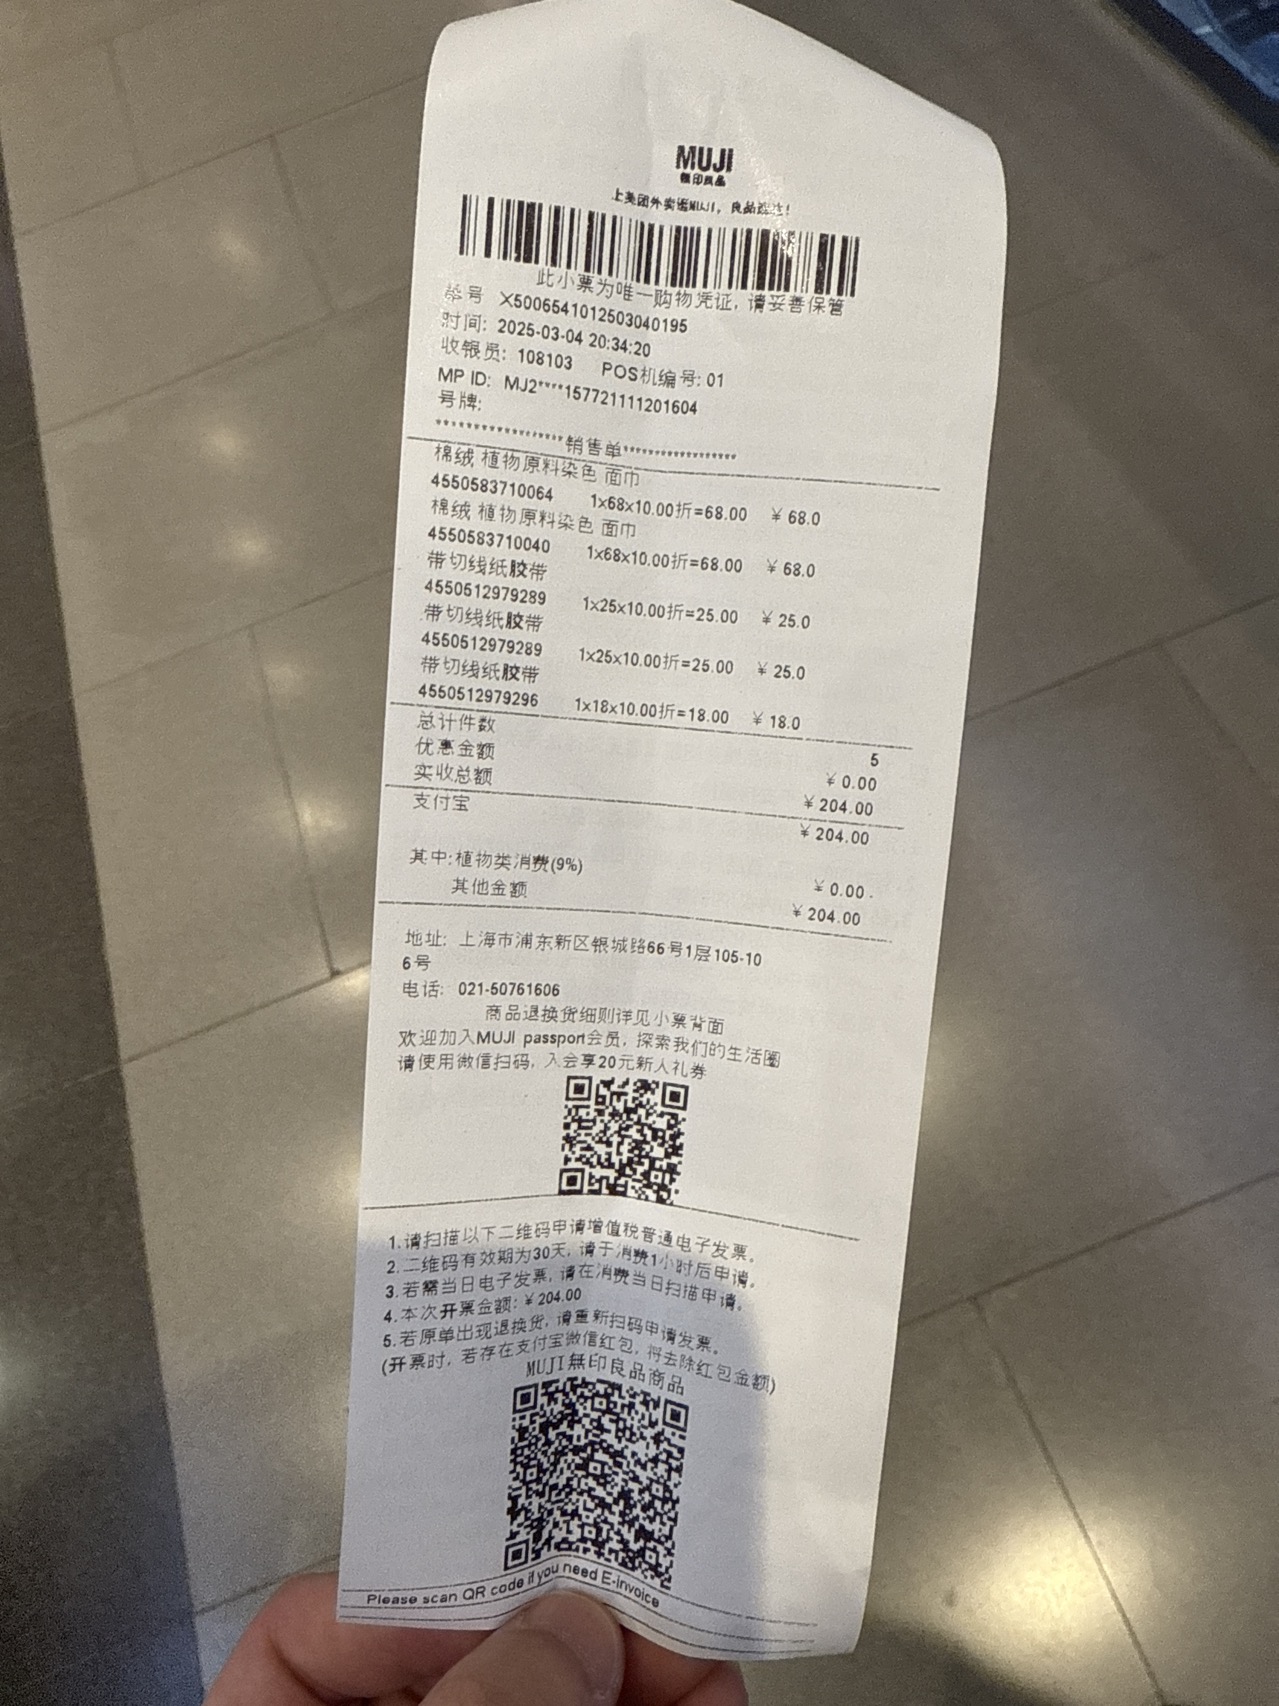 MUJI
無印良品
上美团外卖逛MUJI，良品
此小票为唯一购物凭证，请妥善保管
票号 X5006541012503040195
时间: 2025-03-04 20:34:20
收银员: 108103 POS机编号: 01
MP ID: MJ2****157721111201604
号牌:
******************销售单******************
棉绒 植物原料染色 面巾
4550583710064 1x68x10.00折=68.00 ￥68.0
棉绒 植物原料染色 面巾
4550583710040 1x68x10.00折=68.00 ￥68.0
带切线纸胶带
4550512979289 1x25x10.00折=25.00 ￥25.0
带切线纸胶带
4550512979289 1x25x10.00折=25.00 ￥25.0
带切线纸胶带
4550512979296 1x18x10.00折=18.00 ￥18.0
总计件数 5
优惠金额 ￥0.00
实收总额 ￥204.00
支付宝 ￥204.00
其中:植物类消费(9%) ￥0.00
其他金额 ￥204.00
地址: 上海市浦东新区银城路66号1层105-10
6号
电话: 021-50761606
商品退换货细则详见小票背面
欢迎加入MUJI passport会员，探索我们的生活圈
请使用微信扫码，入会享20元新人礼券
1.请扫描以下二维码申请增值税普通电子发票。
2.二维码有效期为30天，请于消费1小时后申请。
3.若需当日电子发票，请在消费当日扫描申请。
4.本次开票金额:￥204.00
5.若原单出现退换货，请重新扫码申请发票。
(开票时，若存在支付宝微信红包，将去除红包金额)
MUJI無印良品商品
Please scan QR code if you need E-invoice